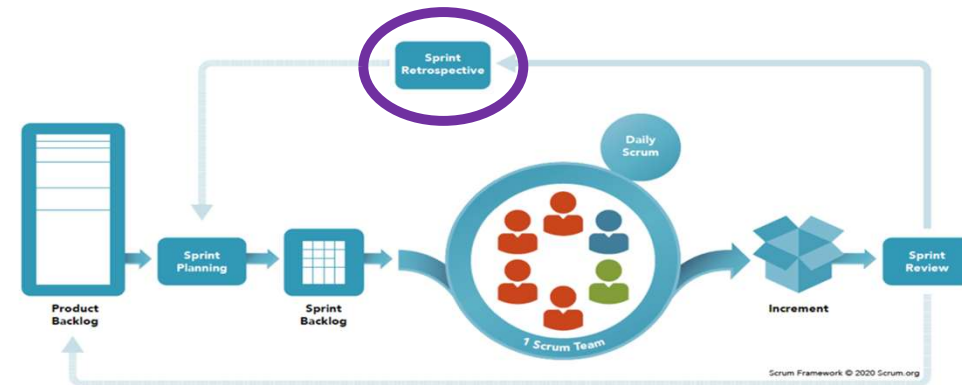 Sprint
Retrospective
Daily
Scrum
Sprint
Planning
Sprint
Review
Product
Backlog
Sprint
Backlog
1 Scrum Team
Increment
Scrum Framework © 2020 Scrum.org